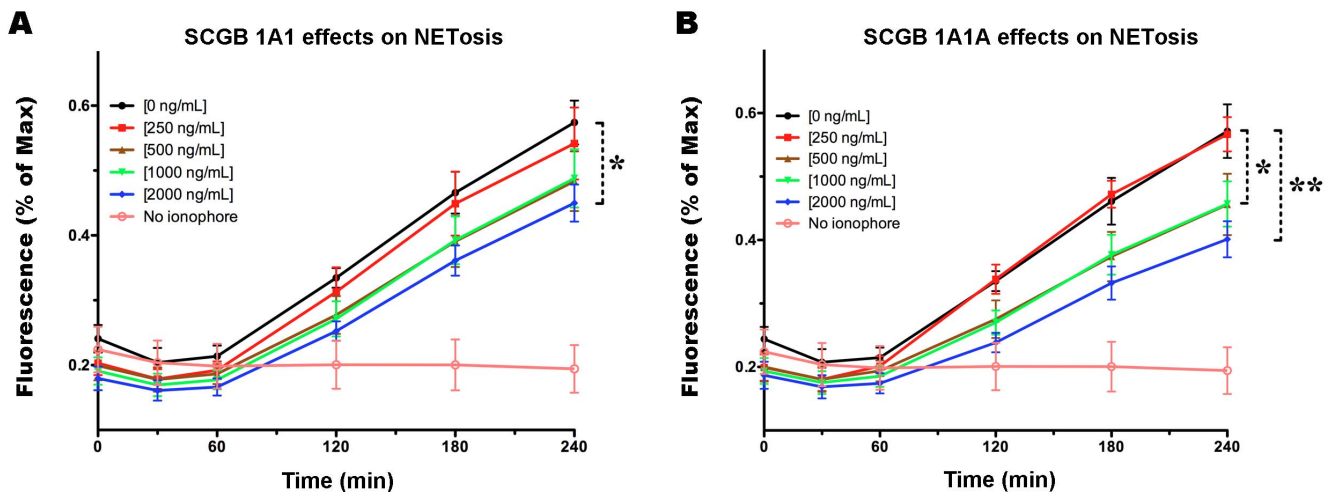 A
SCGB 1A1 effects on NETosis
Fluorescence (% of Max)
0.6
0.4
0.2
[0 ng/mL]
[250 ng/mL]
[500 ng/mL]
[1000 ng/mL]
[2000 ng/mL]
No ionophore
*
0
60
120
180
240
Time (min)
B
SCGB 1A1A effects on NETosis
Fluorescence (% of Max)
0.6
0.4
0.2
[0 ng/mL]
[250 ng/mL]
[500 ng/mL]
[1000 ng/mL]
[2000 ng/mL]
No ionophore
*
**
0
60
120
180
240
Time (min)